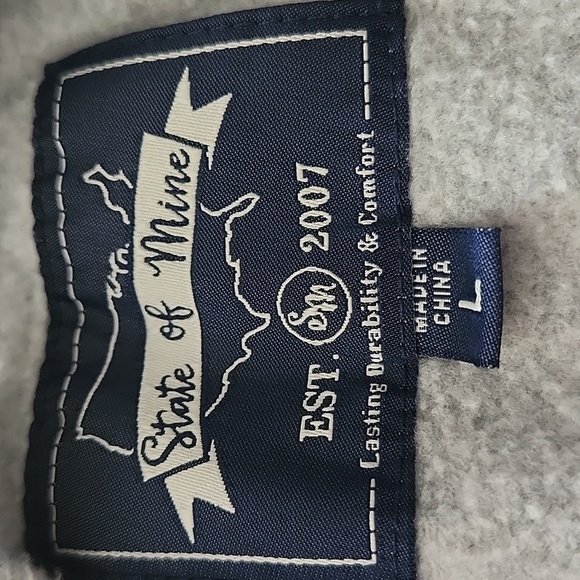 State of Mine
EST. SM 2007
Lasting Durability & Comfort
MADE IN
CHINA
L